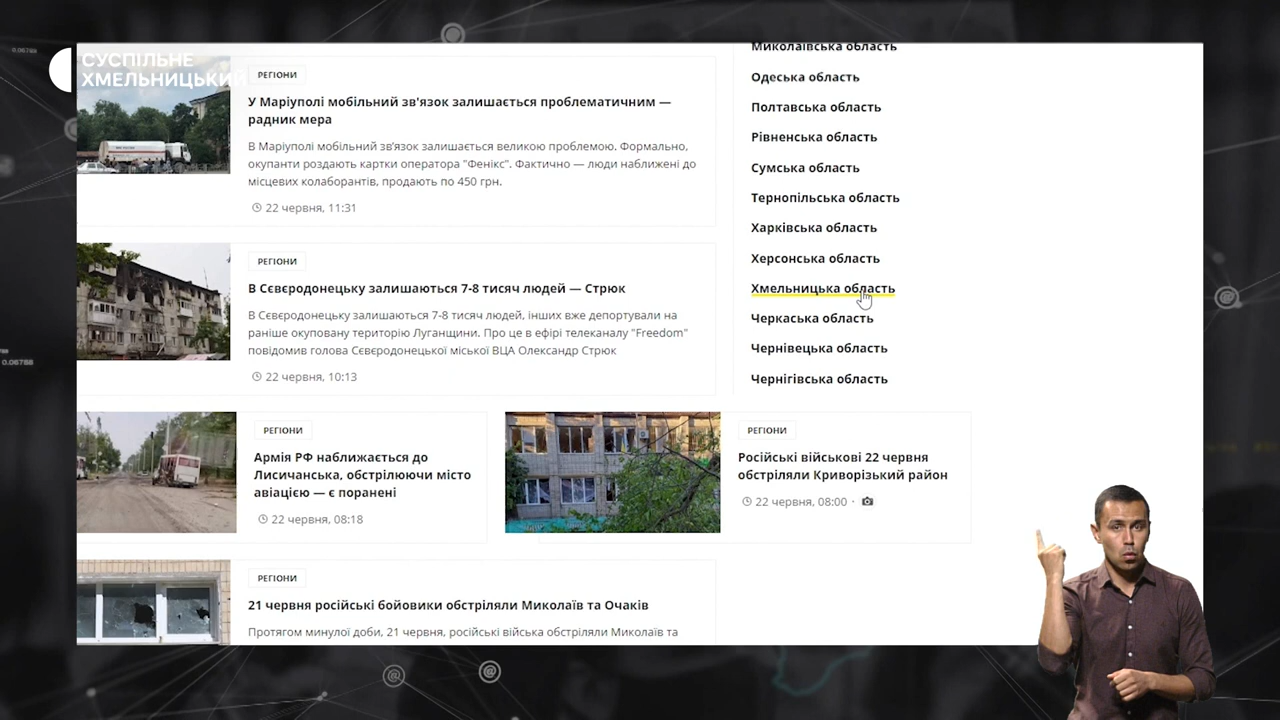 СУСПІЛЬНЕ
ХМЕЛЬНИЦЬКИЙ
РЕГІОНИ
У Маріуполі мобільний зв'язок залишається проблематичним —
радник мера
В Маріуполі мобільний зв'язок залишається великою проблемою. Формально,
окупанти роздають картки оператора "Фенікс". Фактично — люди наближені до
місцевих колаборантів, продають по 450 грн.
22 червня, 11:31
РЕГІОНИ
В Сєвєродонецьку залишаються 7-8 тисяч людей — Стрюк
В Сєвєродонецьку залишаються 7-8 тисяч людей, інших вже депортували на
раніше окуповану територію Луганщини. Про це в ефірі телеканалу "Freedom"
повідомив голова Сєвєродонецької міської ВЦА Олександр Стрюк
22 червня, 10:13
Миколаївська область
Одеська область
Полтавська область
Рівненська область
Сумська область
Тернопільська область
Харківська область
Херсонська область
Хмельницька область
Черкаська область
Чернівецька область
Чернігівська область
РЕГІОНИ
Армія РФ наближається до
Лисичанська, обстрілюючи місто
авіацією — є поранені
22 червня, 08:18
РЕГІОНИ
Російські військові 22 червня
обстріляли Криворізький район
22 червня, 08:00 ·
РЕГІОНИ
21 червня російські бойовики обстріляли Миколаїв та Очаків
Протягом минулої доби, 21 червня, російські війська обстріляли Миколаїв та
0.06788